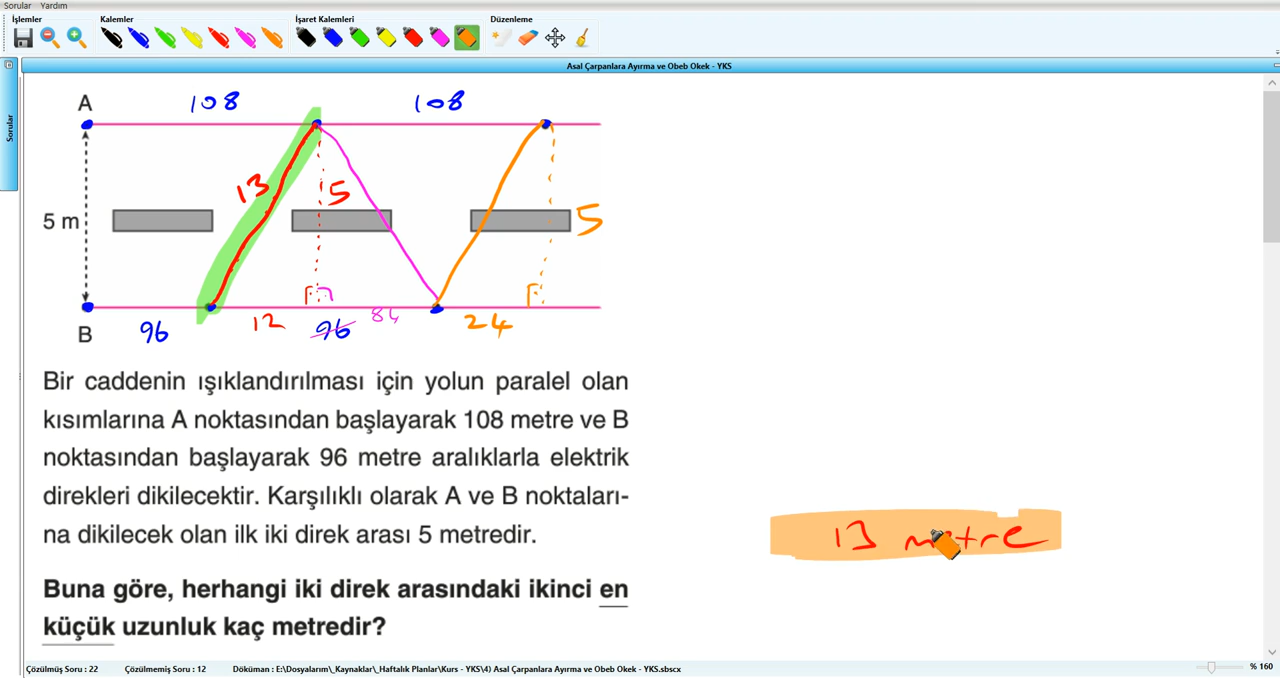 Sorular Yardım
İşlemler Kalemler İşaret Kalemleri Düzenleme
Asal Çarpanlara Ayırma ve Obeb Okek - YKS
Sorular
A 108 108
13 5
5 m 5
B 96 12 96 84 24
Bir caddenin ışıklandırılması için yolun paralel olan
kısımlarına A noktasından başlayarak 108 metre ve B
noktasından başlayarak 96 metre aralıklarla elektrik
direkleri dikilecektir. Karşılıklı olarak A ve B noktaları-
na dikilecek olan ilk iki direk arası 5 metredir.
13 metre
Buna göre, herhangi iki direk arasındaki ikinci en
küçük uzunluk kaç metredir?
Çözülmüş Soru : 22 Çözülmemiş Soru : 12 Döküman : E:\Dosyalarım\_Kaynaklar\_Haftalık Planlar\Kurs - YKS\4) Asal Çarpanlara Ayırma ve Obeb Okek - YKS.sbscx % 160